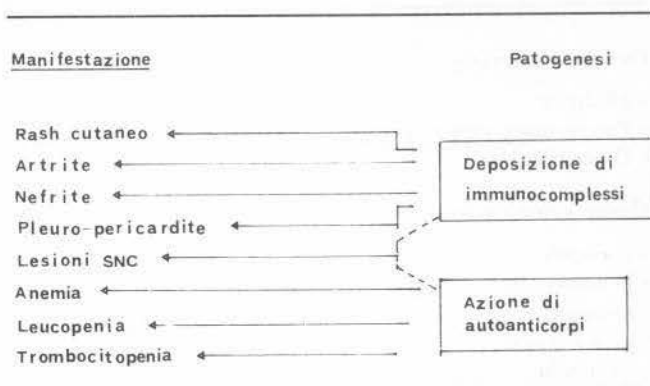 Manifestazione
Patogenesi
Rash cutaneo
Artrite
Nefrite
Pleuro-pericardite
Lesioni SNC
Anemia
Leucopenia
Trombocitopenia
Deposizione di
immunocomplessi
Azione di
autoanticorpi